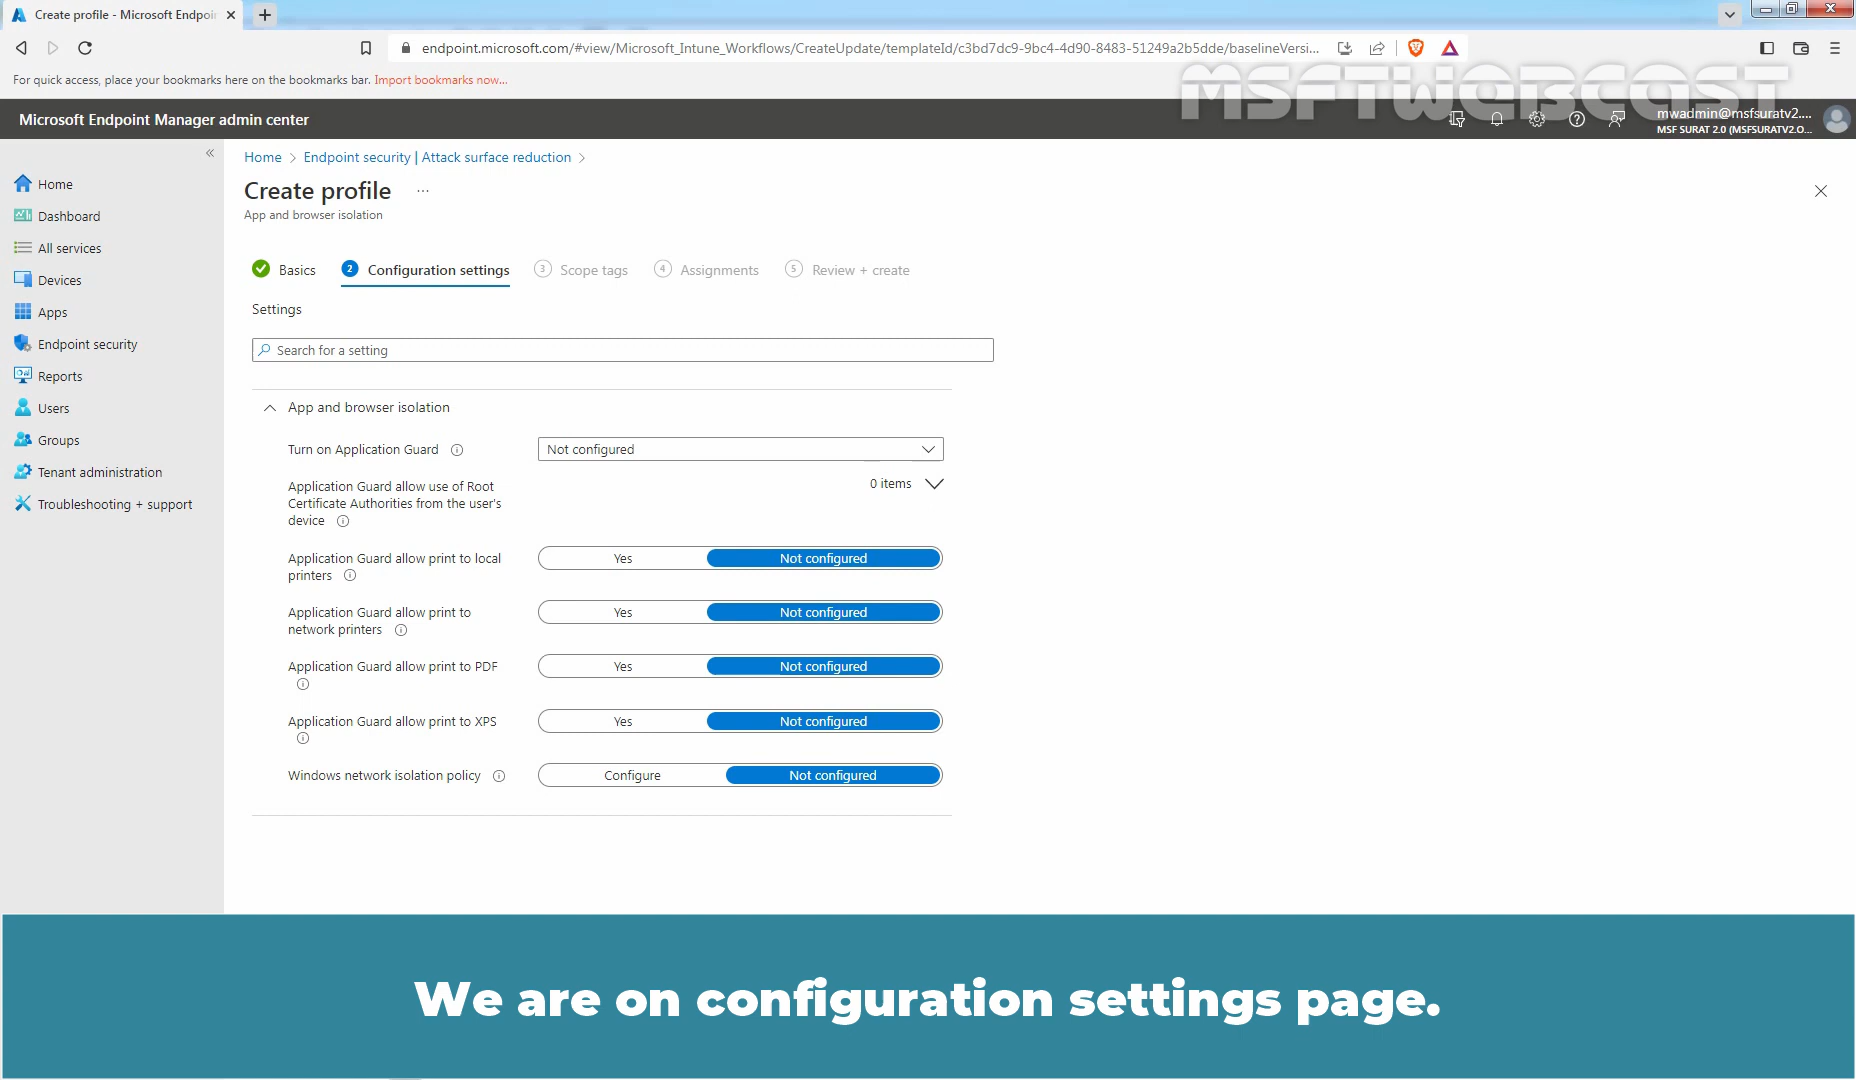 Create profile - Microsoft Endpoin
endpoint.microsoft.com/#view/Microsoft_Intune_Workflows/CreateUpdate/templateId/c3bd7dc9-9bc4-4d90-8483-51249a2b5dde/baselineVersi...
For quick access, place your bookmarks here on the bookmarks bar. Import bookmarks now...
MSFTWEBCAST
Microsoft Endpoint Manager admin center
mwadmin@msfsuratv2....
MSF SURAT 2.0 (MSFSURATV2.O...
Home
Dashboard
All services
Devices
Apps
Endpoint security
Reports
Users
Groups
Tenant administration
Troubleshooting + support
Home > Endpoint security | Attack surface reduction >
Create profile ...
App and browser isolation
Basics
2 Configuration settings
3 Scope tags
4 Assignments
5 Review + create
Settings
Search for a setting
App and browser isolation
Turn on Application Guard
Not configured
Application Guard allow use of Root
Certificate Authorities from the user's
device
0 items
Application Guard allow print to local
printers
Yes Not configured
Application Guard allow print to
network printers
Yes Not configured
Application Guard allow print to PDF
Yes Not configured
Application Guard allow print to XPS
Yes Not configured
Windows network isolation policy
Configure Not configured
We are on configuration settings page.